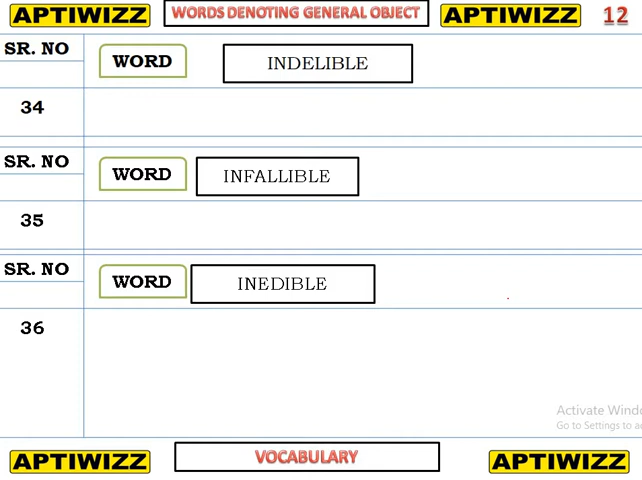 APTIWIZZ WORDS DENOTING GENERAL OBJECT APTIWIZZ 12
SR. NO WORD INDELIBLE
34
SR. NO WORD INFALLIBLE
35
SR. NO WORD INEDIBLE
36
Activate Windo
Go to Settings to a
APTIWIZZ VOCABULARY APTIWIZZ